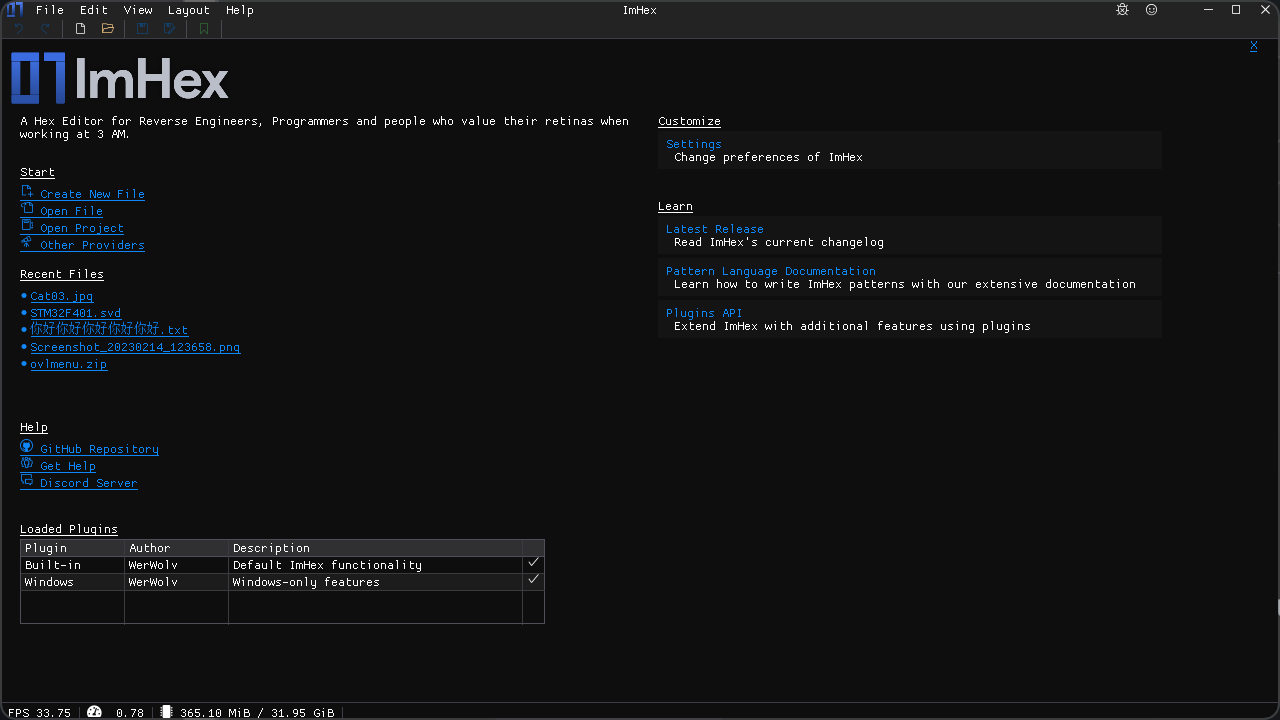 File Edit View Layout Help
ImHex
X
ImHex
A Hex Editor for Reverse Engineers, Programmers and people who value their retinas when
working at 3 AM.
Start
Create New File
Open File
Open Project
Other Providers
Recent Files
Cat03.jpg
STM32F401.svd
你好你好你好你好你好.txt
Screenshot_20230214_123658.png
ovlmenu.zip
Help
GitHub Repository
Get Help
Discord Server
Loaded Plugins
Plugin Author Description
Built-in WerWolv Default ImHex functionality
Windows WerWolv Windows-only features
Customize
Settings
Change preferences of ImHex
Learn
Latest Release
Read ImHex's current changelog
Pattern Language Documentation
Learn how to write ImHex patterns with our extensive documentation
Plugins API
Extend ImHex with additional features using plugins
FPS 33.75 0.78 365.10 MiB / 31.95 GiB